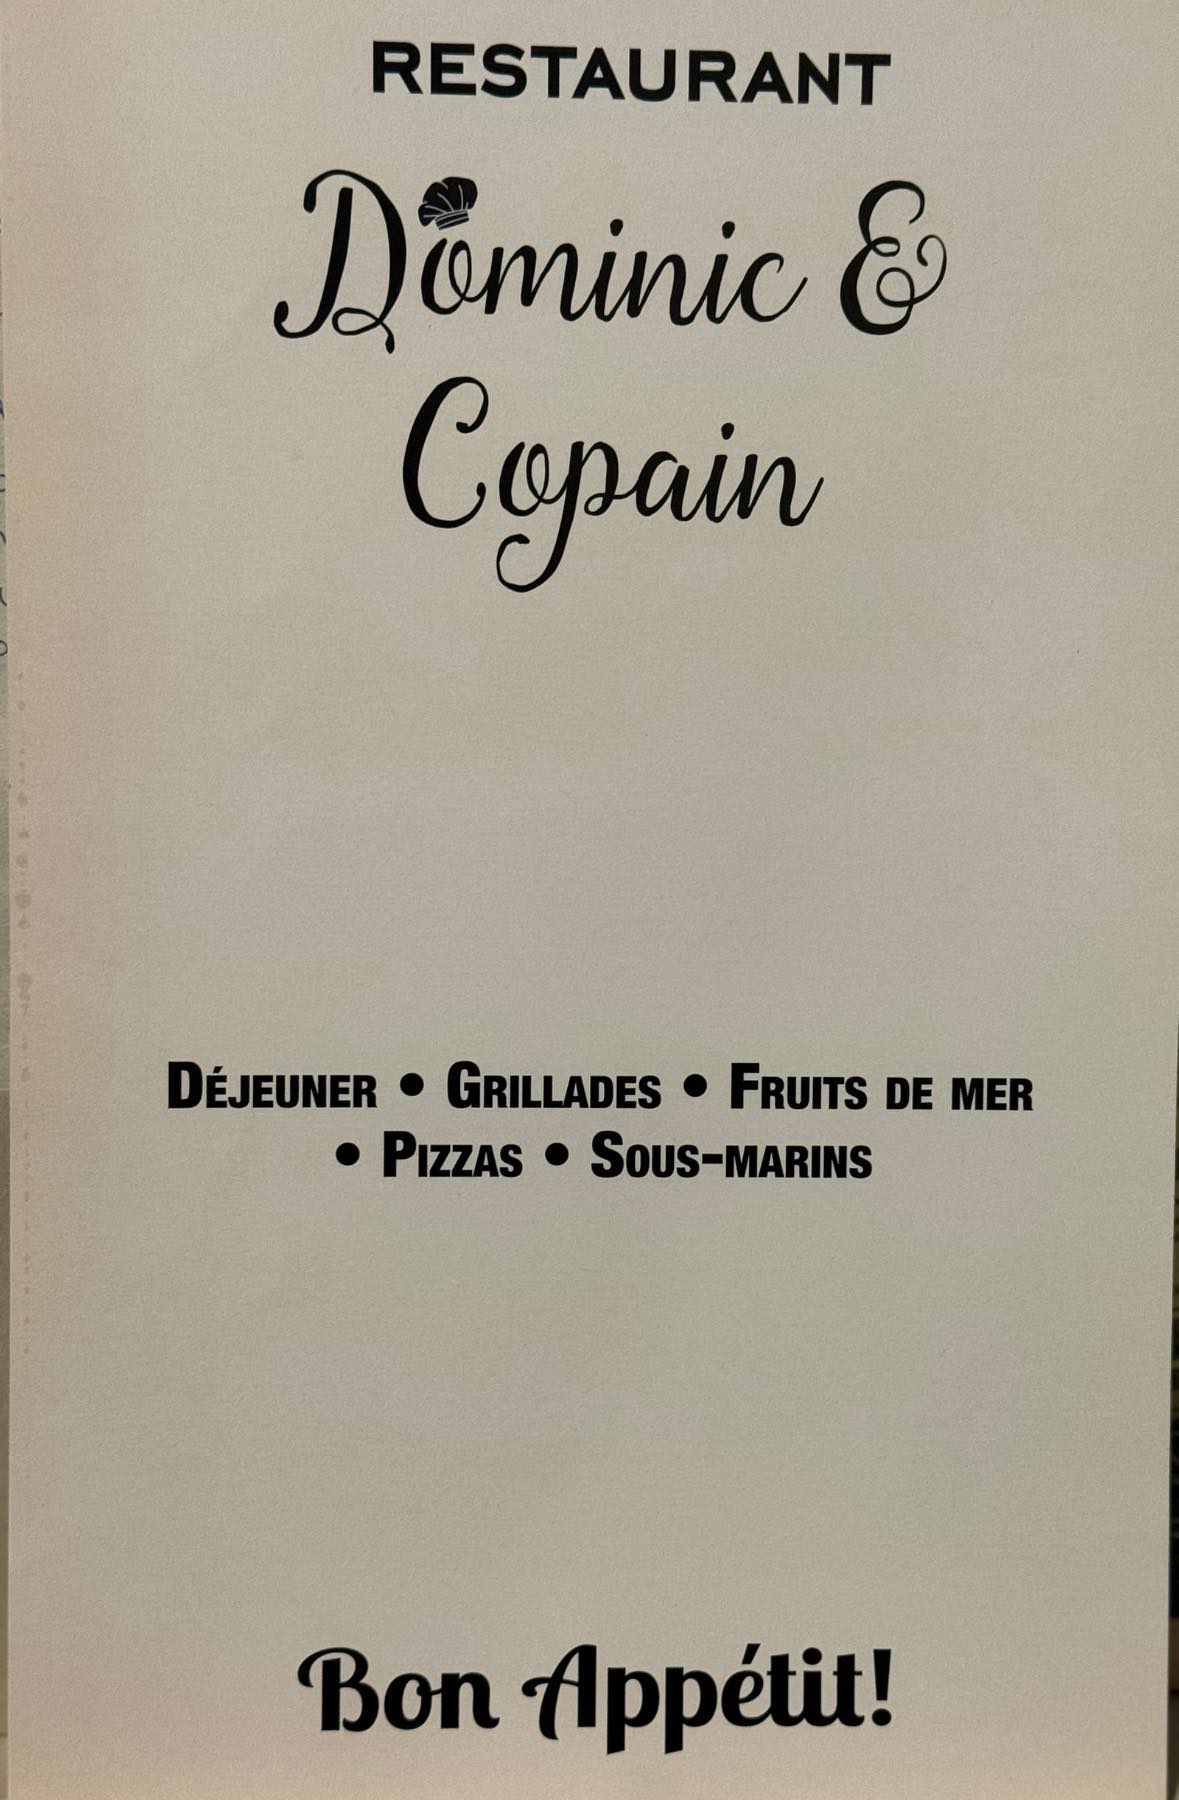 RESTAURANT
Dominic &
Copain
Déjeuner • Grillades • Fruits de mer
• Pizzas • Sous-marins
Bon Appétit!